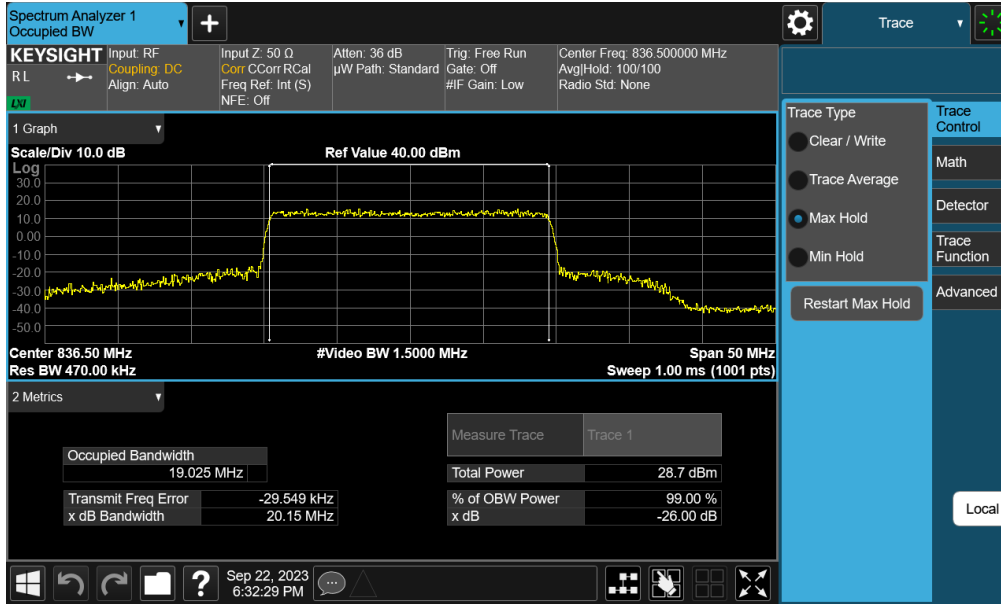 Spectrum Analyzer 1
Occupied BW
Trace
KEYSIGHT
R L
LXI
Input: RF
Coupling: DC
Align: Auto
Input Z: 50 Ω
Corr CCorr RCal
Freq Ref: Int (S)
NFE: Off
Atten: 36 dB
µW Path: Standard
Trig: Free Run
Gate: Off
#IF Gain: Low
Center Freq: 836.500000 MHz
Avg|Hold: 100/100
Radio Std: None
1 Graph
Scale/Div 10.0 dB
Ref Value 40.00 dBm
Log
30.0
20.0
10.0
0.00
-10.0
-20.0
-30.0
-40.0
-50.0
Center 836.50 MHz
#Video BW 1.5000 MHz
Span 50 MHz
Res BW 470.00 kHz
Sweep 1.00 ms (1001 pts)
2 Metrics
Measure Trace
Trace 1
Occupied Bandwidth
19.025 MHz
Total Power
28.7 dBm
Transmit Freq Error
-29.549 kHz
% of OBW Power
99.00 %
x dB Bandwidth
20.15 MHz
x dB
-26.00 dB
Trace Type
Clear / Write
Trace Average
Max Hold
Min Hold
Restart Max Hold
Trace
Control
Math
Detector
Trace
Function
Advanced
Local
?
Sep 22, 2023
6:32:29 PM